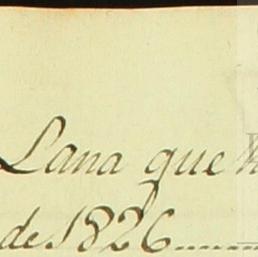 Lana que
de 1826......